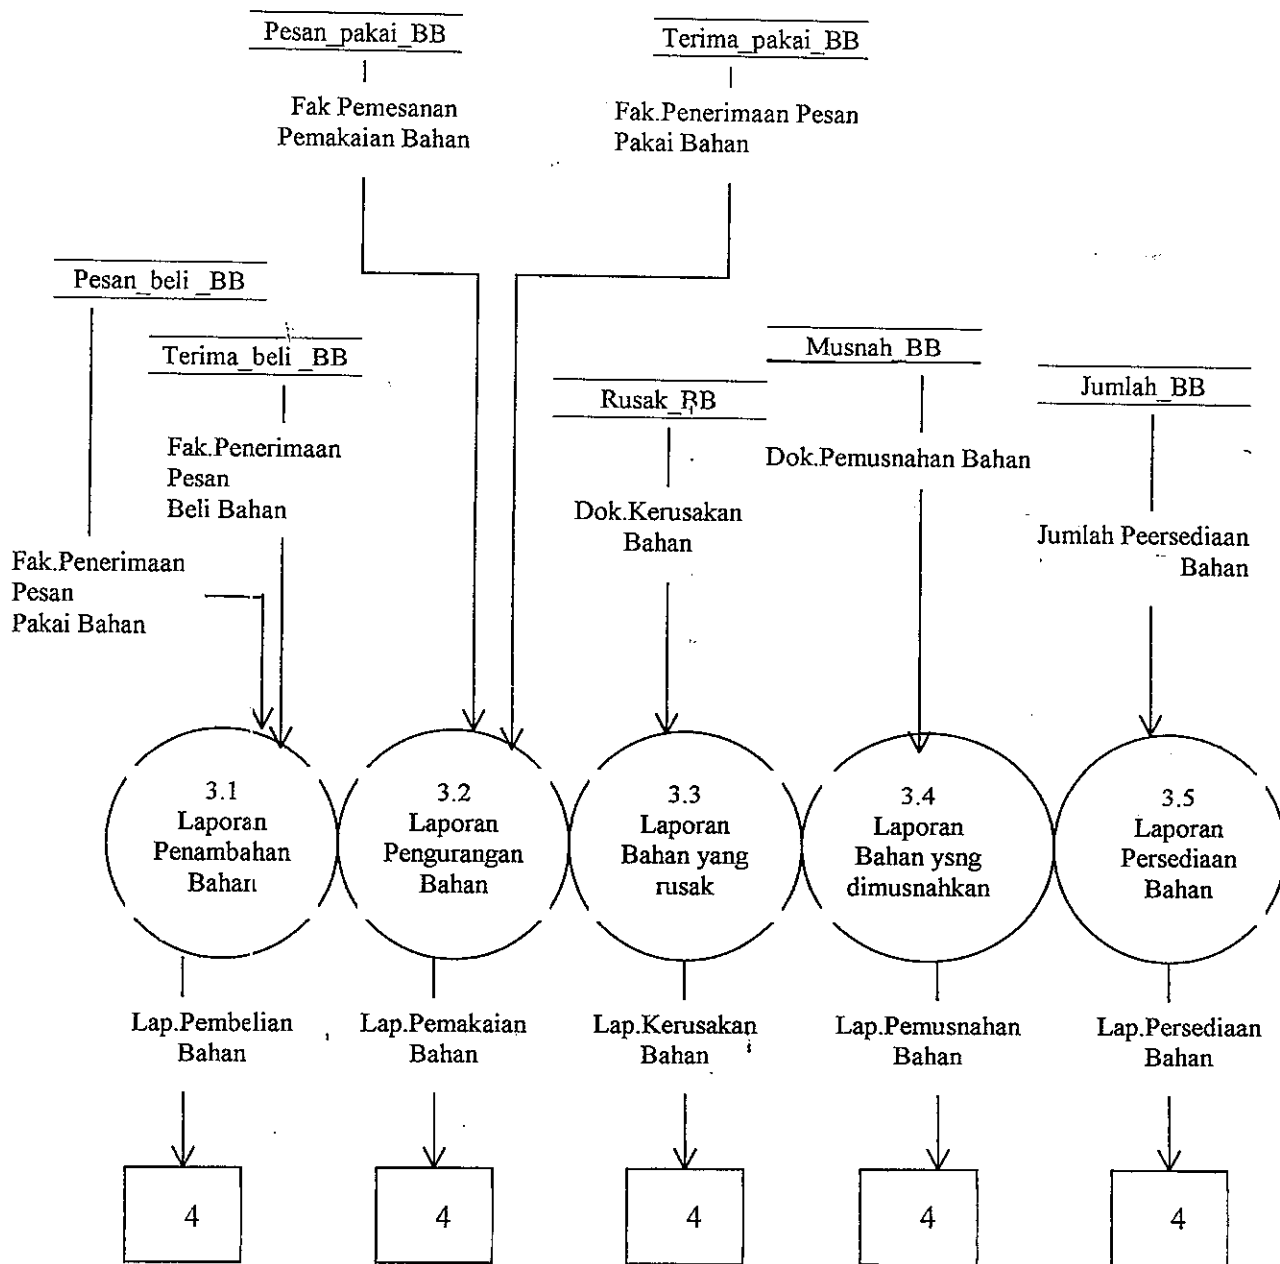 Pesan_pakai_BB
Terima_pakai_BB
Fak Pemesanan
Pemakaian Bahan
Fak.Penerimaan Pesan
Pakai Bahan
Pesan_beli_BB
Terima_beli_BB
Musnah_BB
Rusak_BB
Jumlah_BB
Fak.Penerimaan
Pesan
Beli Bahan
Dok.Pemusnahan Bahan
Dok.Kerusakan
Bahan
Jumlah Peersediaan
Bahan
Fak.Penerimaan
Pesan
Pakai Bahan
3.1
Laporan
Penambahan
Bahan
3.2
Laporan
Pengurangan
Bahan
3.3
Laporan
Bahan yang
rusak
3.4
Laporan
Bahan ysng
dimusnahkan
3.5
Laporan
Persediaan
Bahan
Lap.Pembelian
Bahan
Lap.Pemakaian
Bahan
Lap.Kerusakan
Bahan
Lap.Pemusnahan
Bahan
Lap.Persediaan
Bahan
4
4
4
4
4